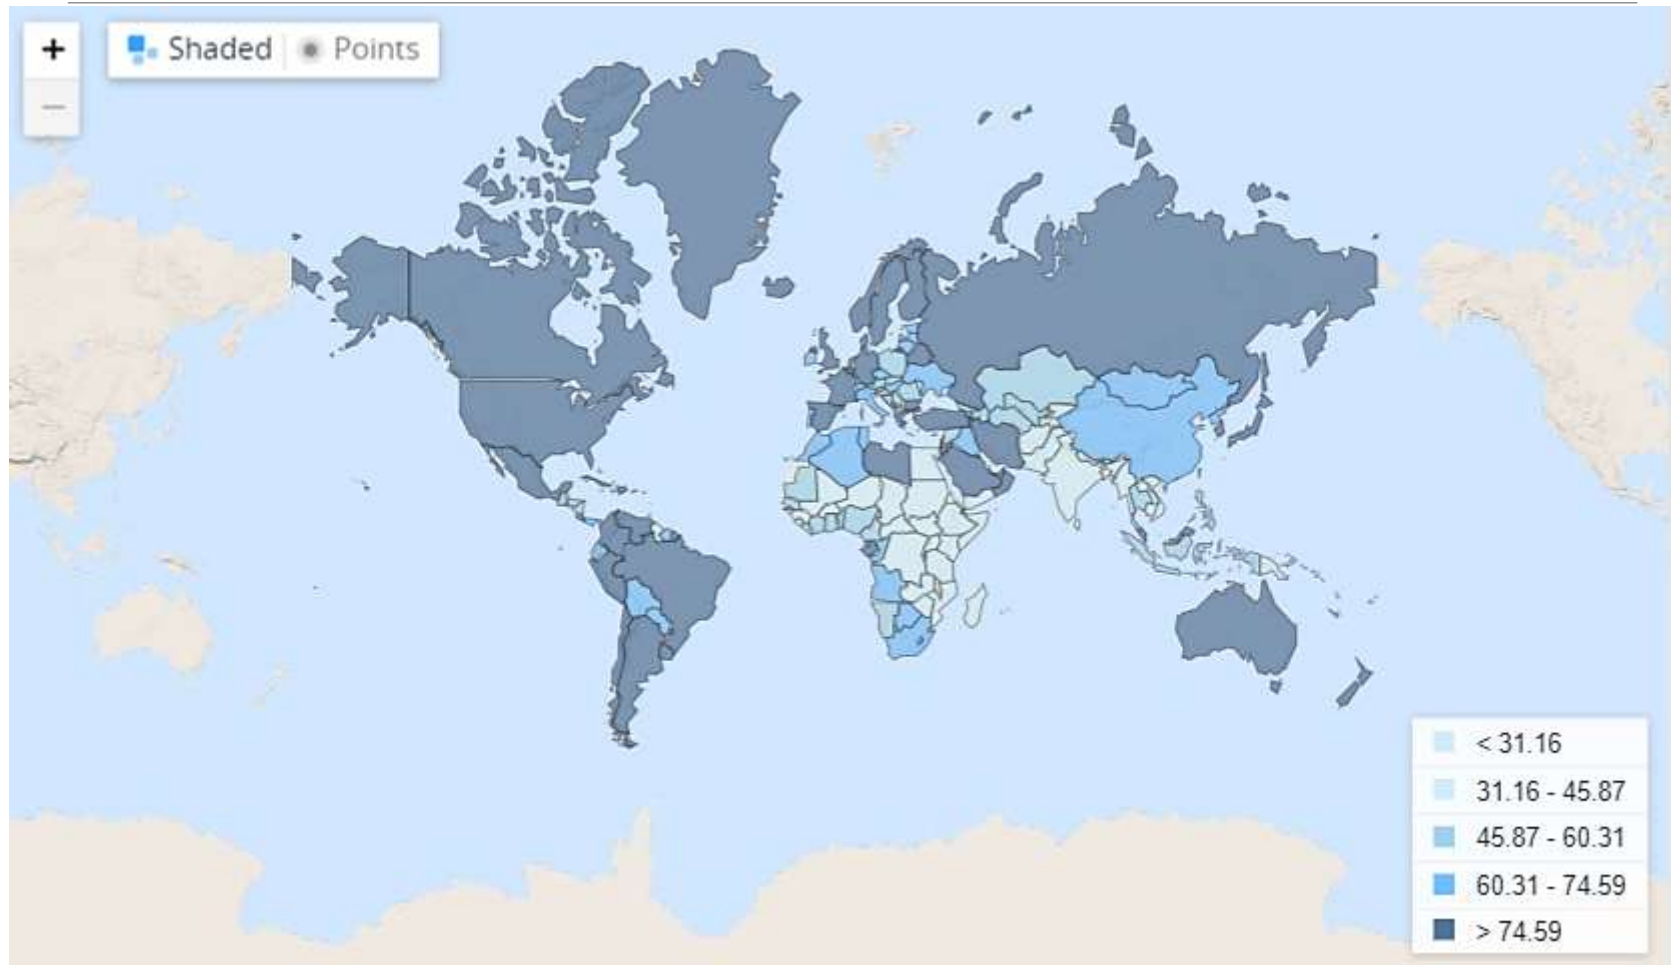 +
Shaded Points
−
< 31.16
31.16 - 45.87
45.87 - 60.31
60.31 - 74.59
> 74.59